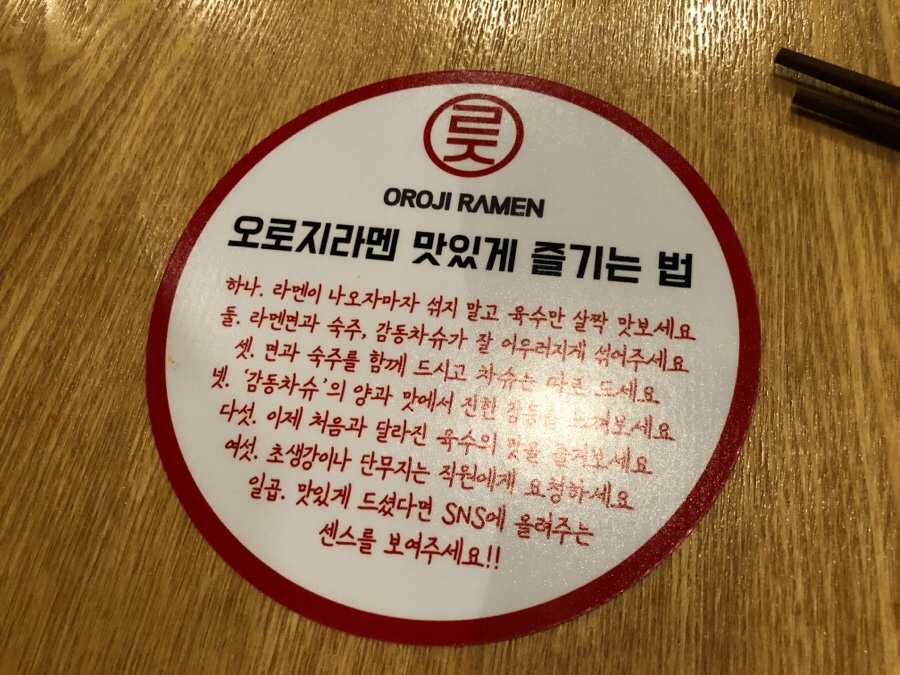 릇
OROJI RAMEN
오로지라멘 맛있게 즐기는 법
하나. 라멘이 나오자마자 섞지 말고 육수만 살짝 맛보세요
둘. 라멘면과 숙주, 감동차슈가 잘 어우러지게 섞어주세요
셋. 면과 숙주를 함께 드시고 차슈는 따로 드세요
넷. '감동차슈'의 양과 맛에서 진한 감동을 느껴보세요
다섯. 이제 처음과 달라진 육수의 맛을 즐겨보세요
여섯. 초생강이나 단무지는 직원에게 요청하세요
일곱. 맛있게 드셨다면 SNS에 올려주는
센스를 보여주세요!!